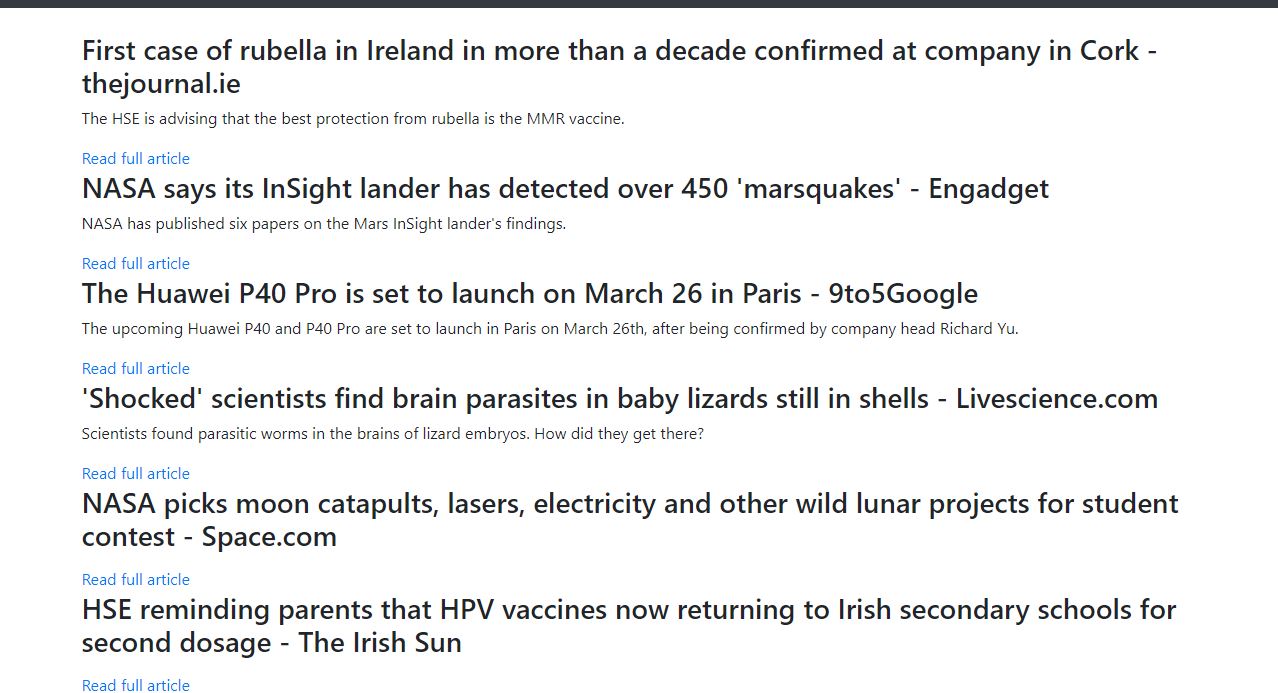 First case of rubella in Ireland in more than a decade confirmed at company in Cork -
thejournal.ie
The HSE is advising that the best protection from rubella is the MMR vaccine.
Read full article
NASA says its InSight lander has detected over 450 'marsquakes' - Engadget
NASA has published six papers on the Mars InSight lander's findings.
Read full article
The Huawei P40 Pro is set to launch on March 26 in Paris - 9to5Google
The upcoming Huawei P40 and P40 Pro are set to launch in Paris on March 26th, after being confirmed by company head Richard Yu.
Read full article
'Shocked' scientists find brain parasites in baby lizards still in shells - Livescience.com
Scientists found parasitic worms in the brains of lizard embryos. How did they get there?
Read full article
NASA picks moon catapults, lasers, electricity and other wild lunar projects for student
contest - Space.com
Read full article
HSE reminding parents that HPV vaccines now returning to Irish secondary schools for
second dosage - The Irish Sun
Read full article